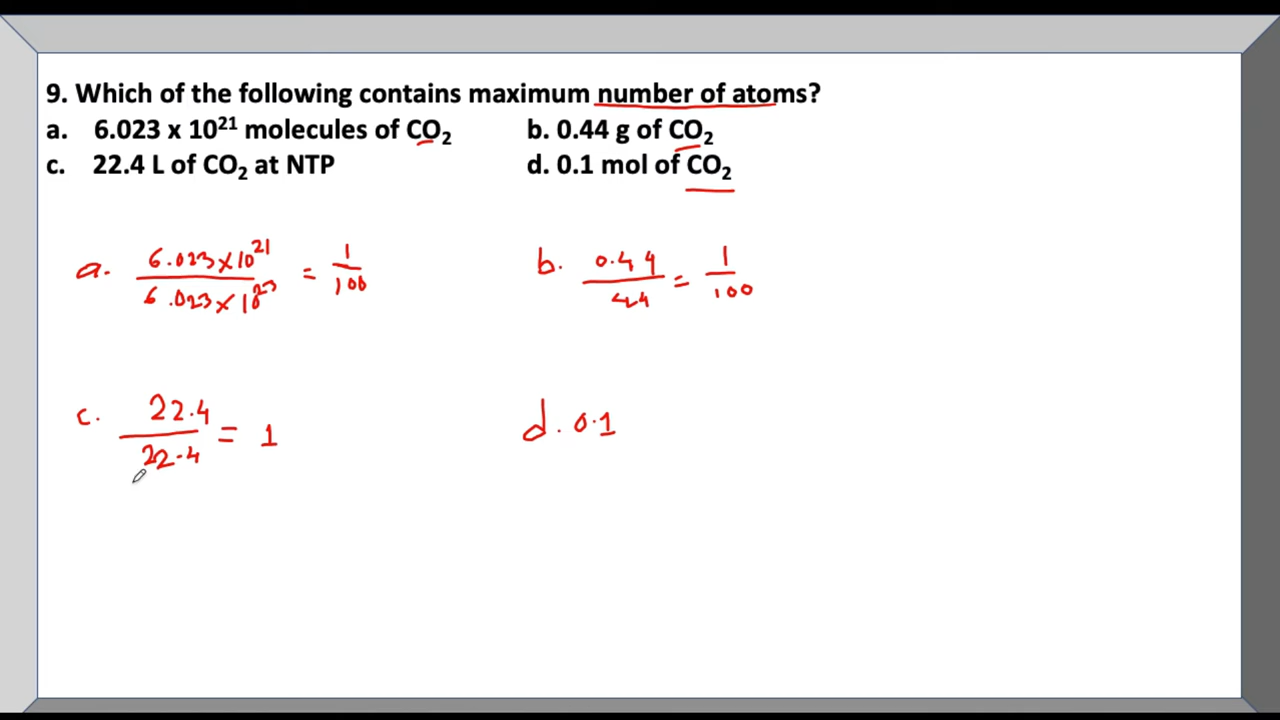 9. Which of the following contains maximum number of atoms?
a. 6.023 x 10²¹ molecules of CO₂ b. 0.44 g of CO₂
c. 22.4 L of CO₂ at NTP d. 0.1 mol of CO₂
a. 6.023 x 10²¹ / 6.023 x 10²³ = 1/100 b. 0.44 / 44 = 1/100
c. 22.4 / 22.4 = 1 d. 0.1